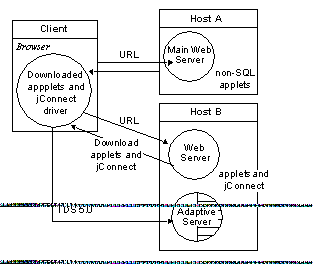 Client
Browser
Downloaded
appplets and
jConnect
driver
URL
Host A
Main Web
Server
non-SQL
applets
URL
Download
applets and
jConnect
Host B
Web
Server
applets and
jConnect
TDS 5.0
Adaptive
Server